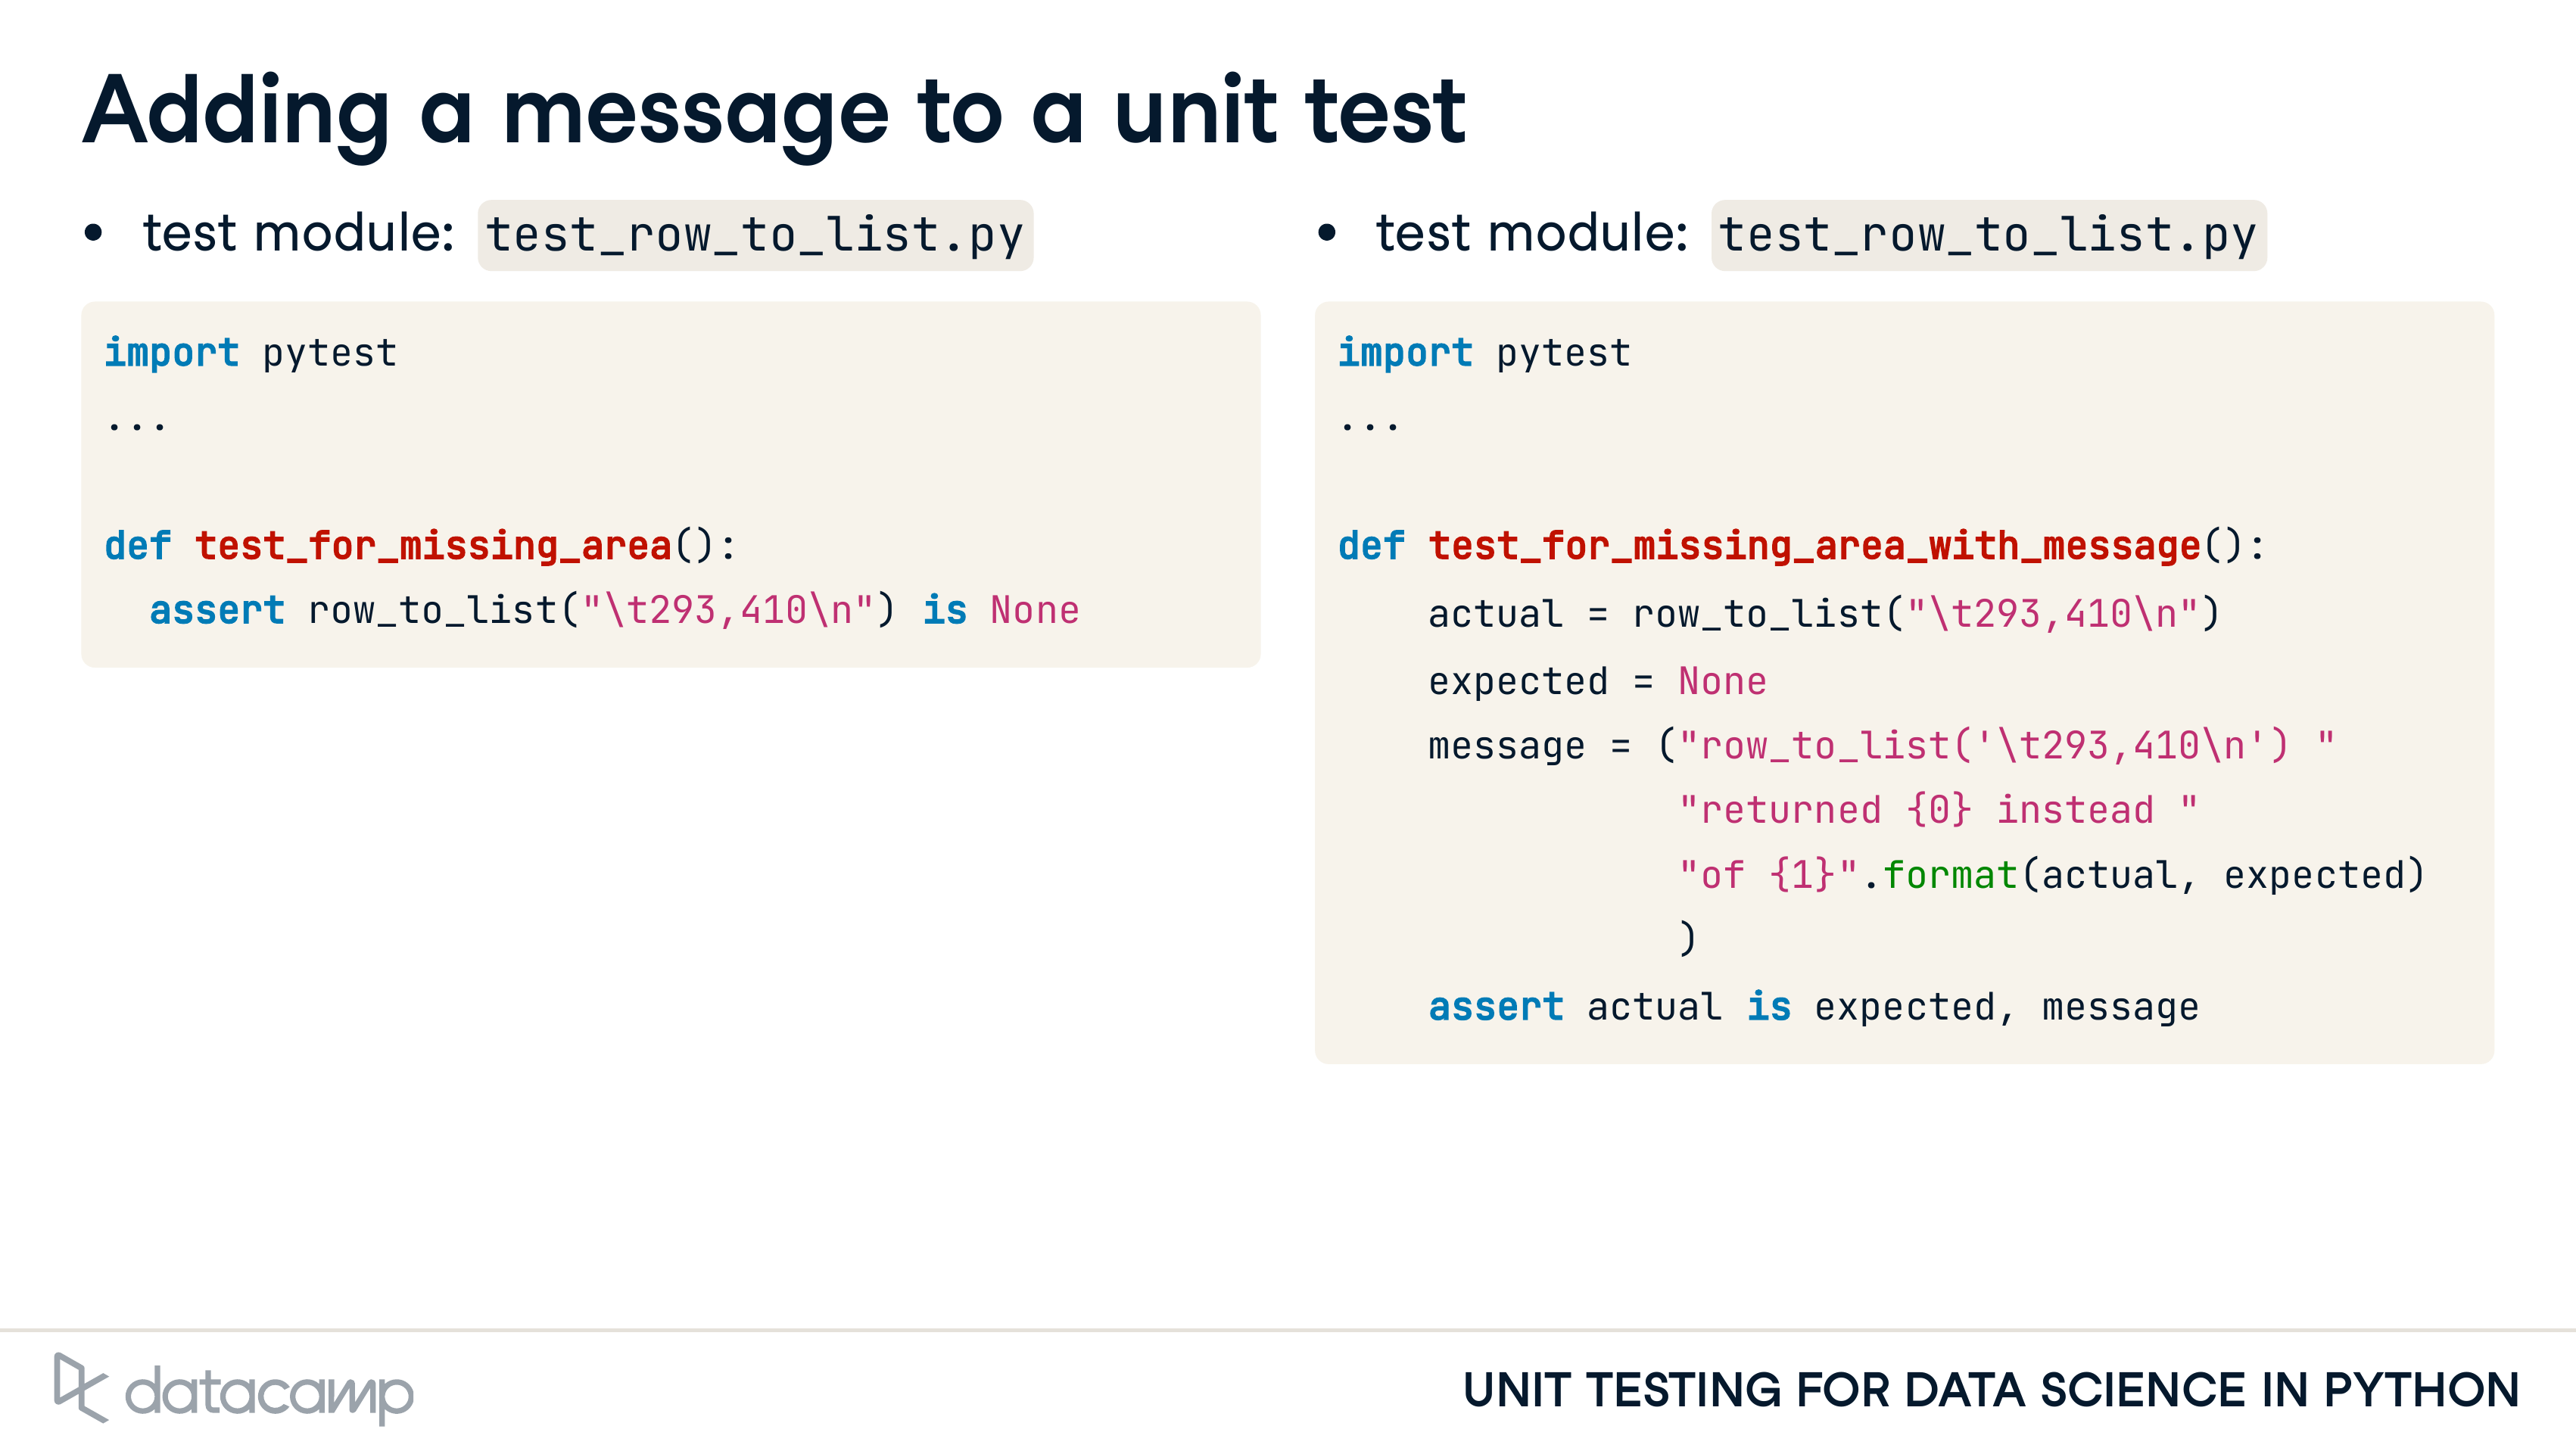 Adding a message to a unit test
• test module: test_row_to_list.py
import pytest
...
def test_for_missing_area():
  assert row_to_list("\t293,410\n") is None
• test module: test_row_to_list.py
import pytest
...
def test_for_missing_area_with_message():
    actual = row_to_list("\t293,410\n")
    expected = None
    message = ("row_to_list('\t293,410\n') "
               "returned {0} instead "
               "of {1}".format(actual, expected)
               )
    assert actual is expected, message
datacamp
UNIT TESTING FOR DATA SCIENCE IN PYTHON